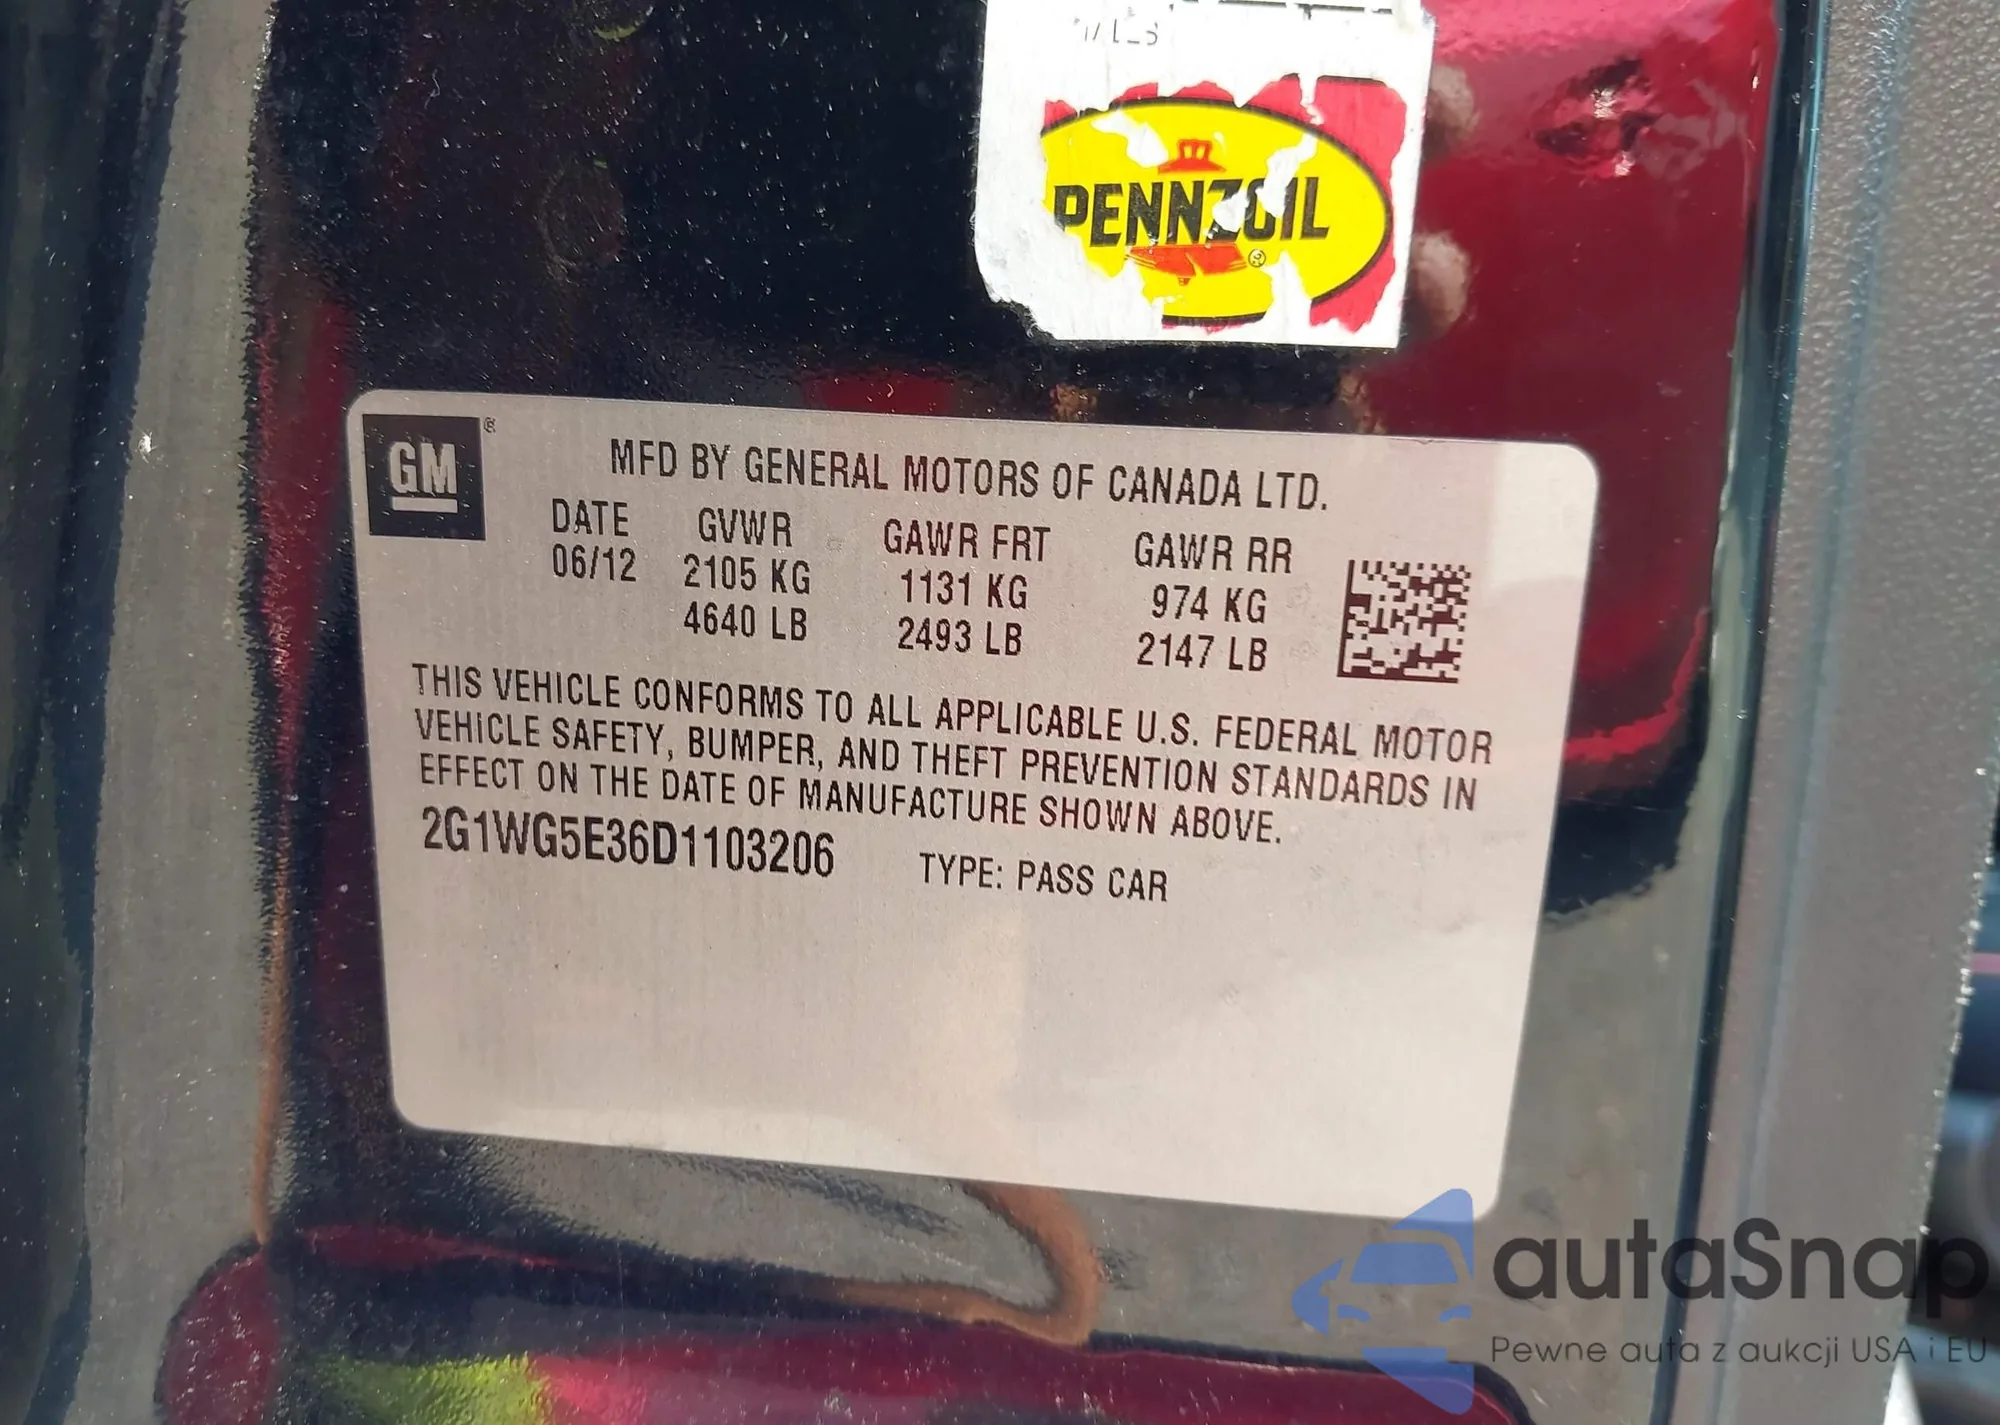 PENNZOIL
®
GM
®
MFD BY GENERAL MOTORS OF CANADA LTD.
DATE GVWR GAWR FRT GAWR RR
06/12 2105 KG 1131 KG 974 KG
4640 LB 2493 LB 2147 LB
THIS VEHICLE CONFORMS TO ALL APPLICABLE U.S. FEDERAL MOTOR
VEHICLE SAFETY, BUMPER, AND THEFT PREVENTION STANDARDS IN
EFFECT ON THE DATE OF MANUFACTURE SHOWN ABOVE.
2G1WG5E36D1103206 TYPE: PASS CAR
autaSnap
Pewne auta z aukcji USA i EU